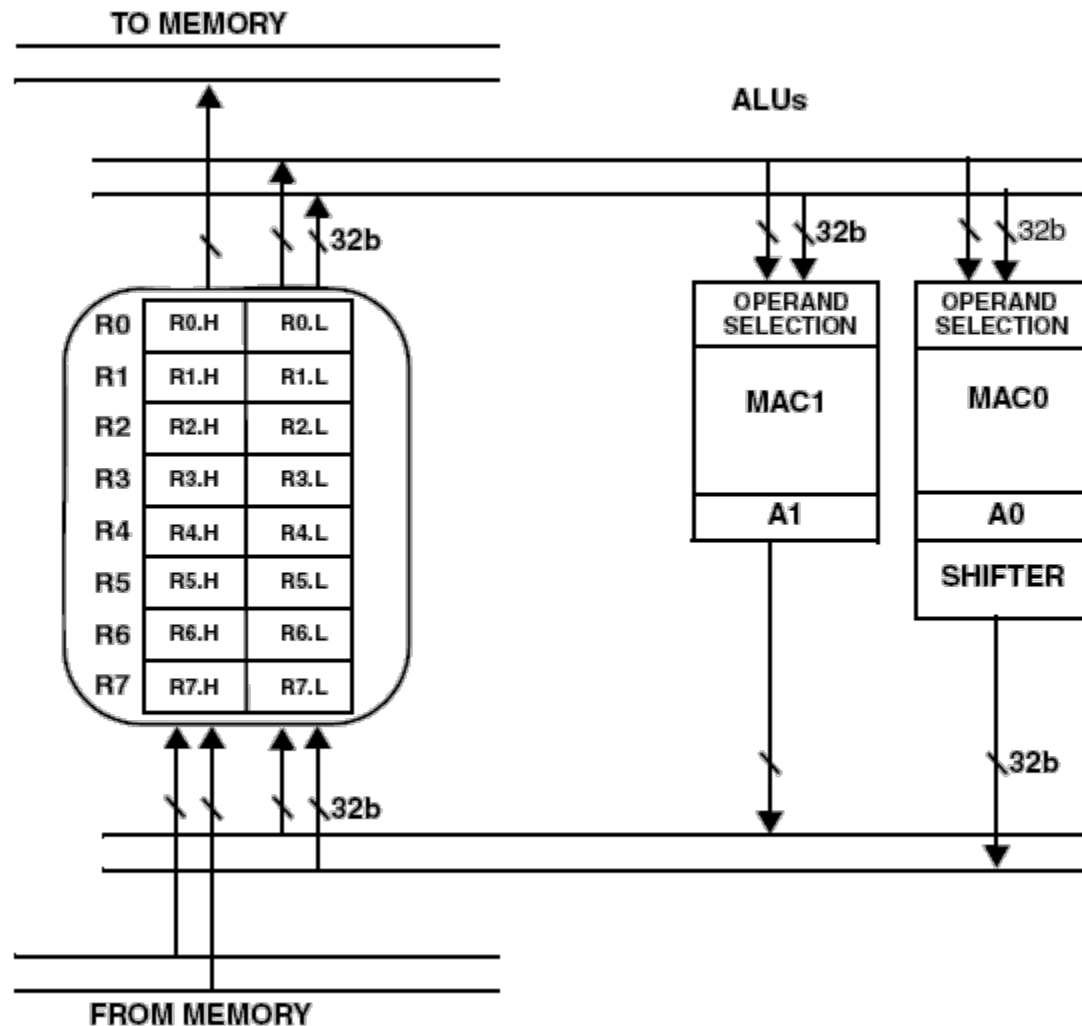 TO MEMORY
ALUs
32b
32b
32b
OPERAND
SELECTION
OPERAND
SELECTION
R0 R0.H R0.L
R1 R1.H R1.L
R2 R2.H R2.L
R3 R3.H R3.L
R4 R4.H R4.L
R5 R5.H R5.L
R6 R6.H R6.L
R7 R7.H R7.L
MAC1
MAC0
A1
A0
SHIFTER
32b
32b
FROM MEMORY